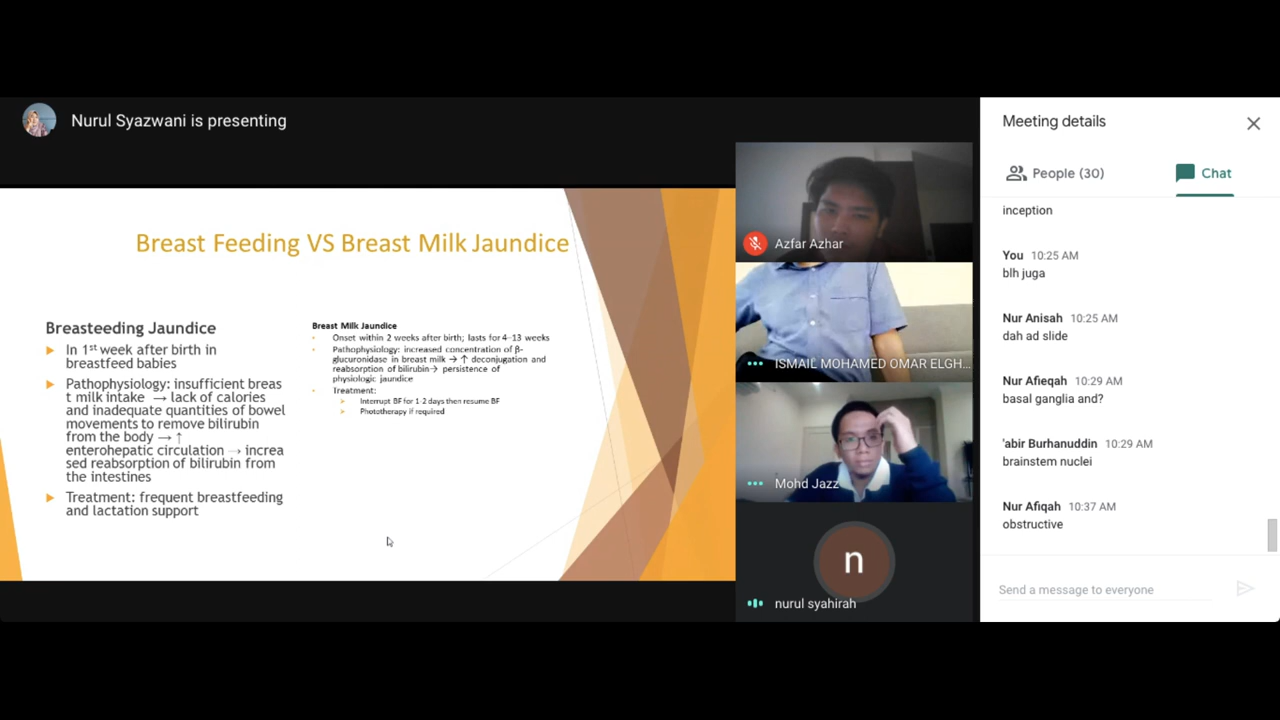 Nurul Syazwani is presenting
Breast Feeding VS Breast Milk Jaundice
Breasteeding Jaundice
In 1st week after birth in
breastfeed babies
Pathophysiology: insufficient breas
t milk intake → lack of calories
and inadequate quantities of bowel
movements to remove bilirubin
from the body → ↑
enterohepatic circulation → increa
sed reabsorption of bilirubin from
the intestines
Treatment: frequent breastfeeding
and lactation support
Breast Milk Jaundice
Onset within 2 weeks after birth; lasts for 4–13 weeks
Pathophysiology: increased concentration of β-
glucuronidase in breast milk → ↑ deconjugation and
reabsorption of bilirubin→ persistence of
physiologic jaundice
Treatment:
Interrupt BF for 1-2 days then resume BF
Phototherapy if required
Azfar Azhar
ISMAIL MOHAMED OMAR ELGH...
Mohd Jazz
n
nurul syahirah
Meeting details
People (30)
Chat
inception
You 10:25 AM
blh juga
Nur Anisah 10:25 AM
dah ad slide
Nur Afieqah 10:29 AM
basal ganglia and?
'abir Burhanuddin 10:29 AM
brainstem nuclei
Nur Afiqah 10:37 AM
obstructive
Send a message to everyone